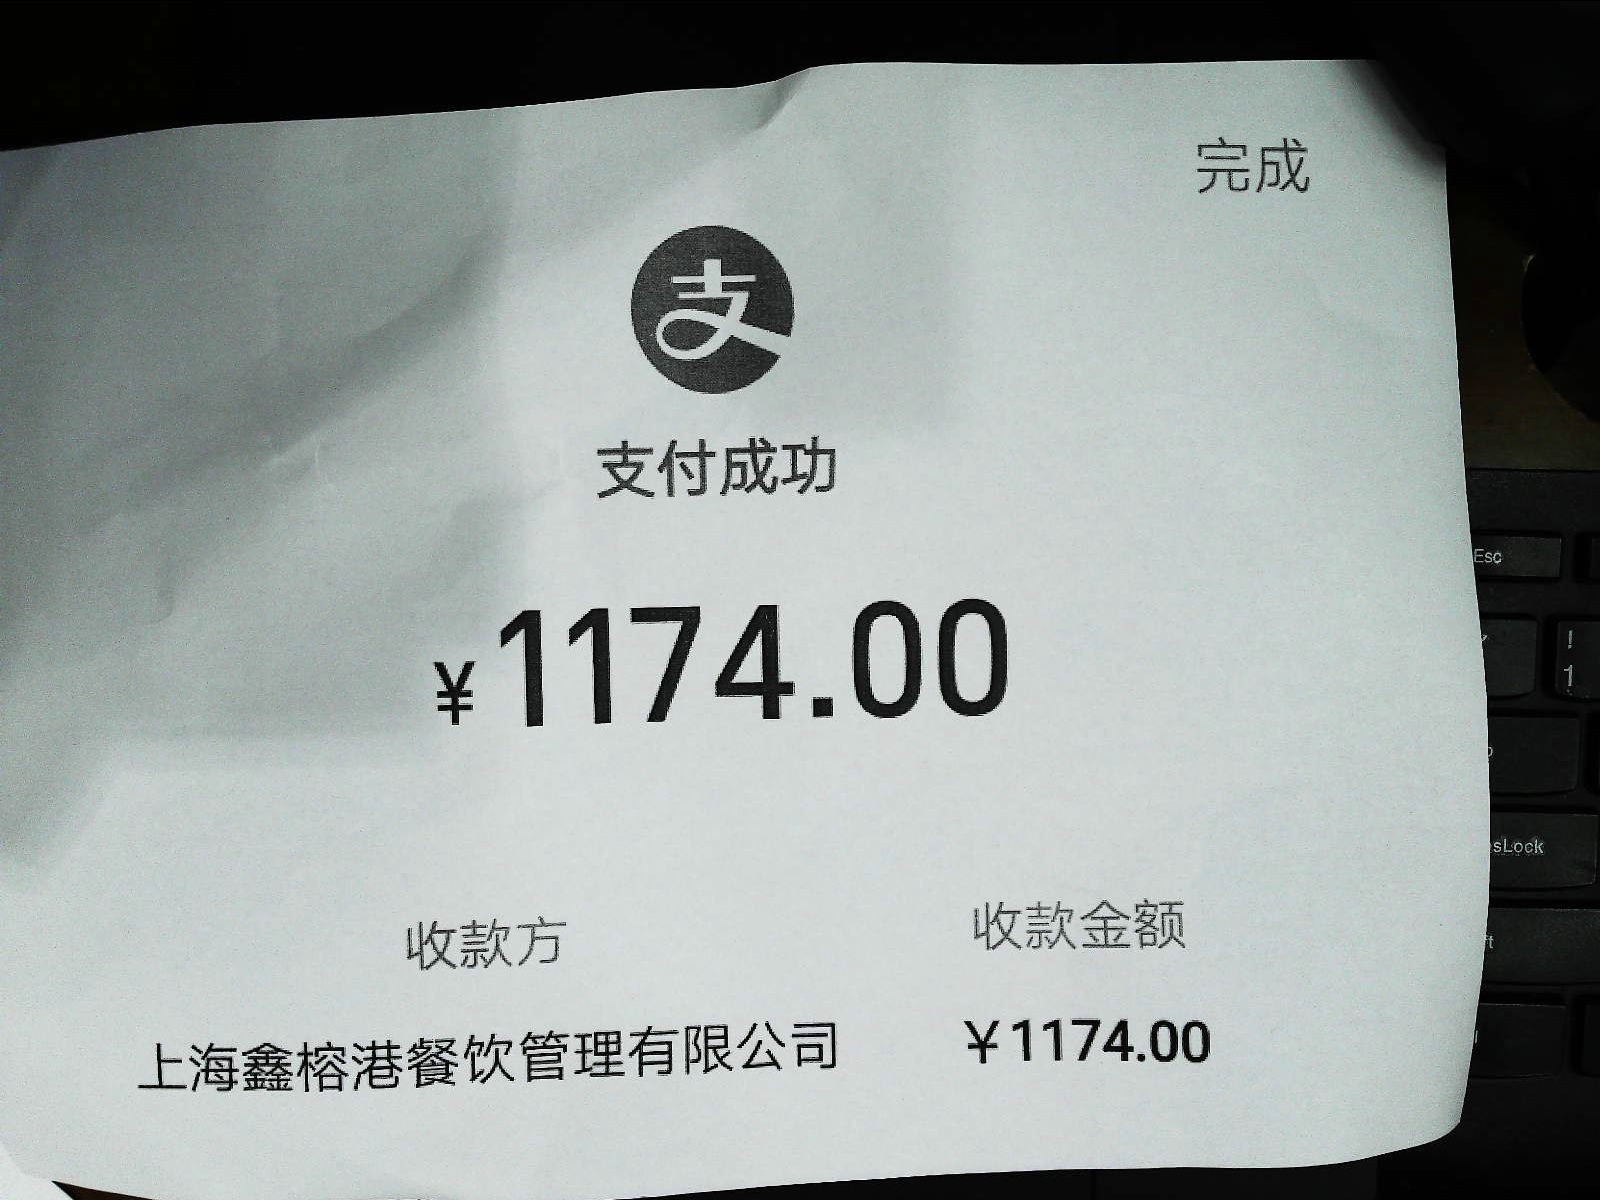 完成
支
支付成功
¥1174.00
收款方 收款金额
上海鑫榕港餐饮管理有限公司 ¥1174.00
Esc
!
1